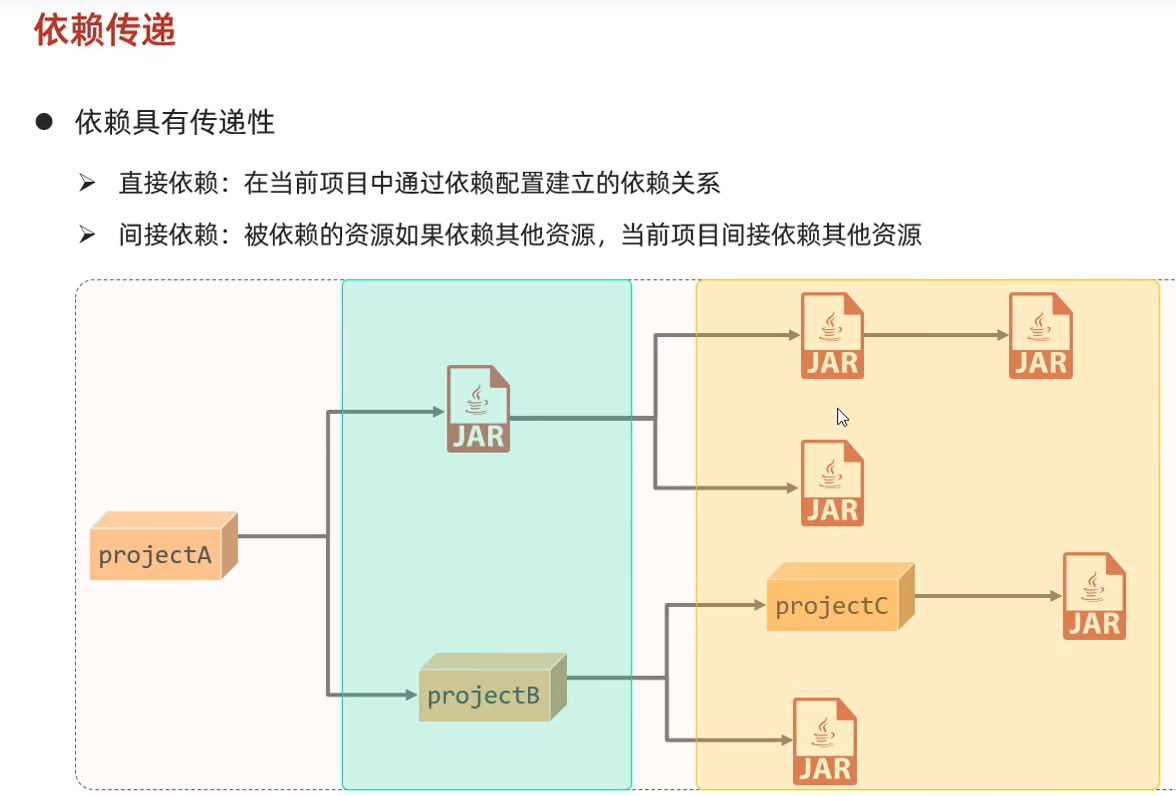 依赖传递
依赖具有传递性
直接依赖：在当前项目中通过依赖配置建立的依赖关系
间接依赖：被依赖的资源如果依赖其他资源，当前项目间接依赖其他资源
JAR
JAR
JAR
JAR
projectA
projectC
JAR
projectB
JAR